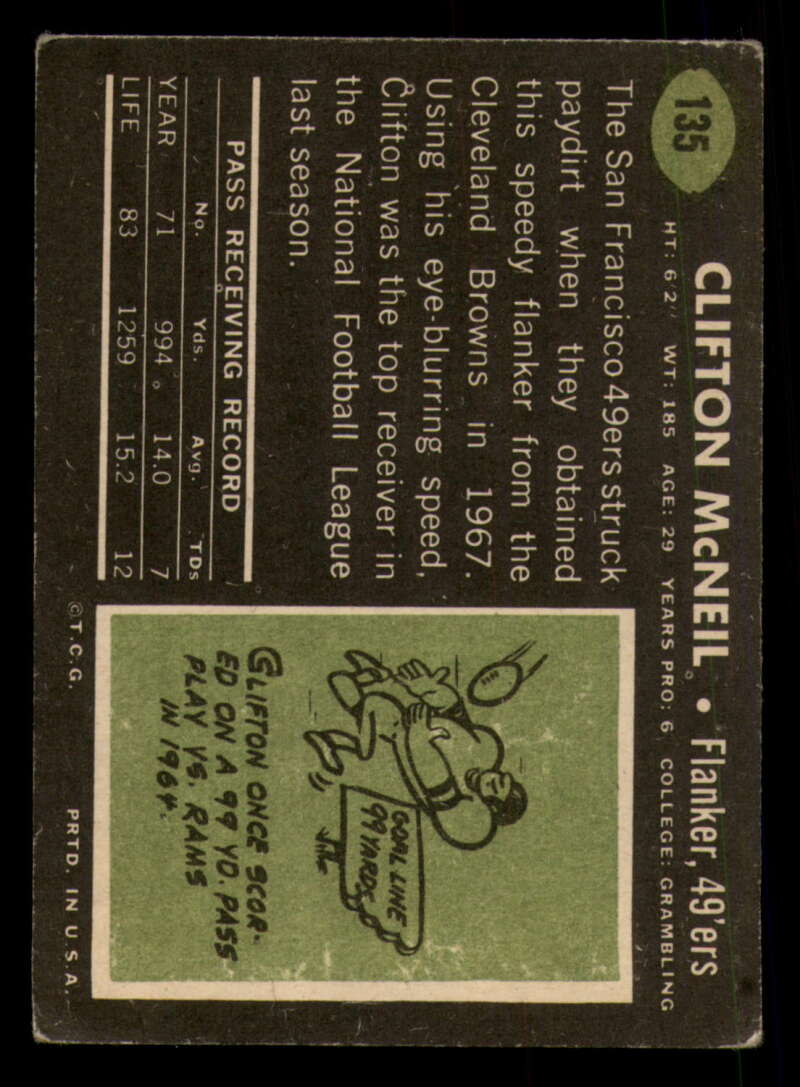 135
CLIFTON McNEIL • Flanker, 49'ers
HT: 6'2" WT: 185 AGE: 29 YEARS PRO: 6 COLLEGE: GRAMBLING
The San Francisco 49ers struck
paydirt when they obtained
this speedy flanker from the
Cleveland Browns in 1967.
Using his eye-blurring speed,
Clifton was the top receiver in
the National Football League
last season.
PASS RECEIVING RECORD
No. Yds. Avg. TDs
YEAR 71 994 14.0 7
LIFE 83 1259 15.2 12
GOAL LINE
99 YARDS
CLIFTON ONCE SCOR-
ED ON A 99 YD. PASS
PLAY VS. RAMS
IN 1964.
©T.C.G. PRTD. IN U.S.A.